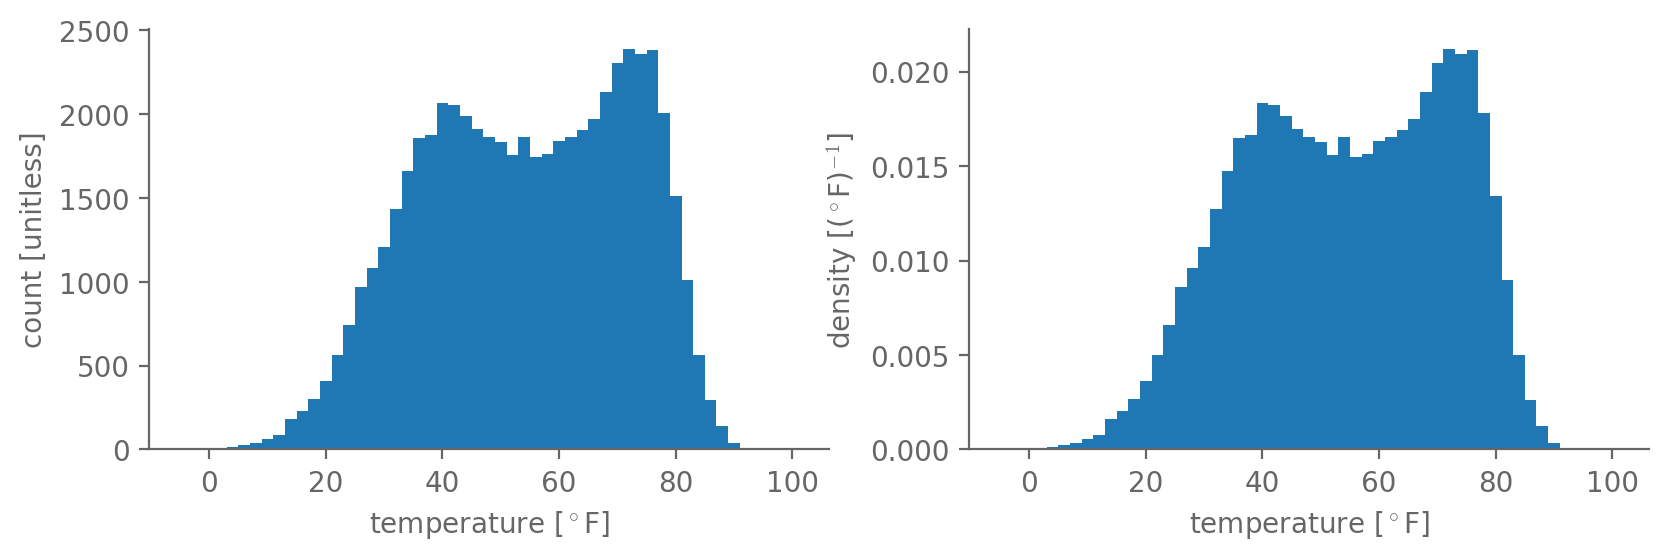 2500
2000
1500
1000
500
0
count [unitless]
0 20 40 60 80 100
temperature [°F]
0.020
0.015
0.010
0.005
0.000
density [(°F)⁻¹]
0 20 40 60 80 100
temperature [°F]